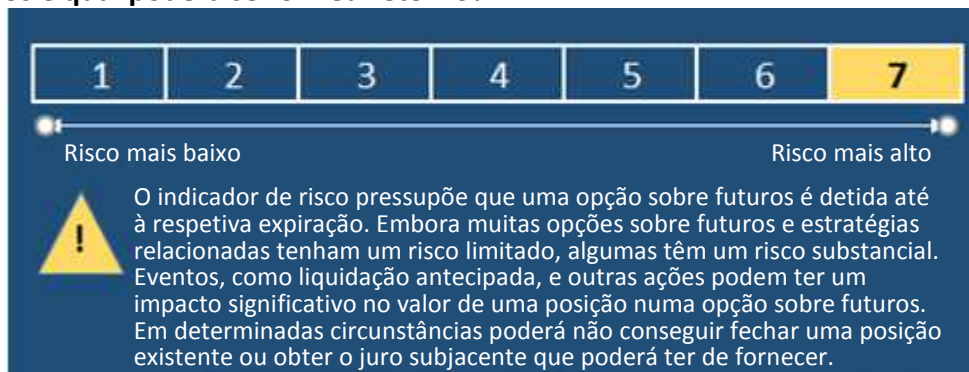 1 2 3 4 5 6 7
Risco mais baixo Risco mais alto
O indicador de risco pressupõe que uma opção sobre futuros é detida até
à respetiva expiração. Embora muitas opções sobre futuros e estratégias
relacionadas tenham um risco limitado, algumas têm um risco substancial.
Eventos, como liquidação antecipada, e outras ações podem ter um
impacto significativo no valor de uma posição numa opção sobre futuros.
Em determinadas circunstâncias poderá não conseguir fechar uma posição
existente ou obter o juro subjacente que poderá ter de fornecer.